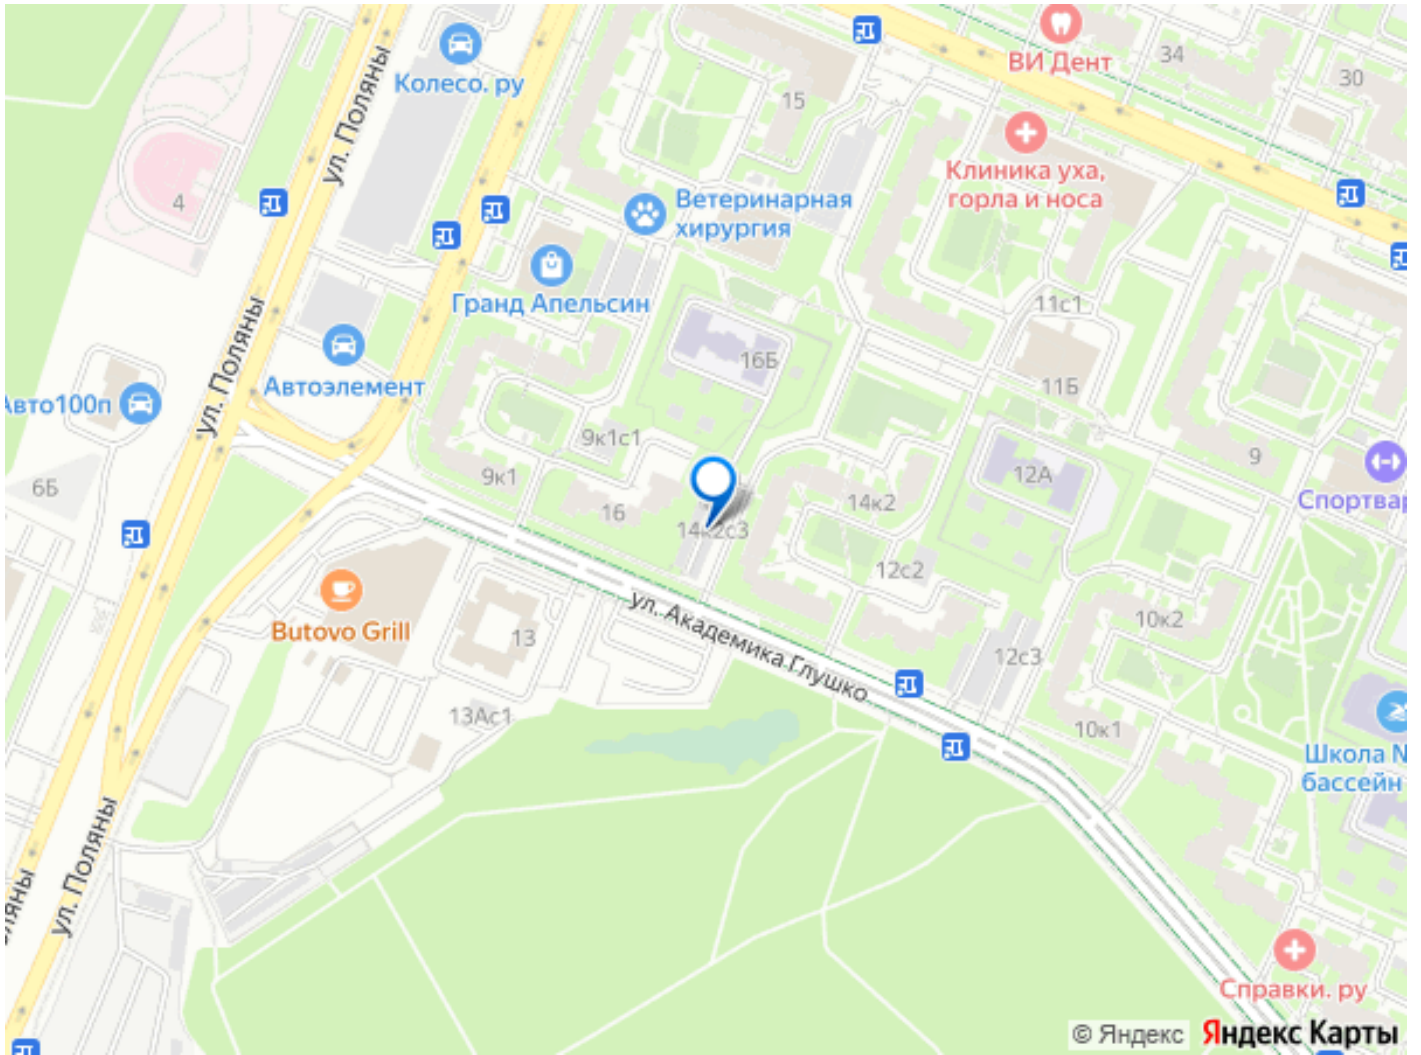 ВИ Дент
34
30
Колесо. ру
ул. Поляны
15
Клиника уха,
горла и носа
4
Ветеринарная
хирургия
Гранд Апельсин
11с1
ул. Поляны
16Б
Автоэлемент
11Б
Авто100п
9к1с1
9
12А
9к1
6Б
Спортвар
14к2
16
14к2с3
12с2
Butovo Grill
13
ул. Академика Глушко
10к2
12с3
13Ас1
10к1
Школа N
бассейн
ул. Поляны
ляны
Справки. ру
© Яндекс
Яндекс Карты